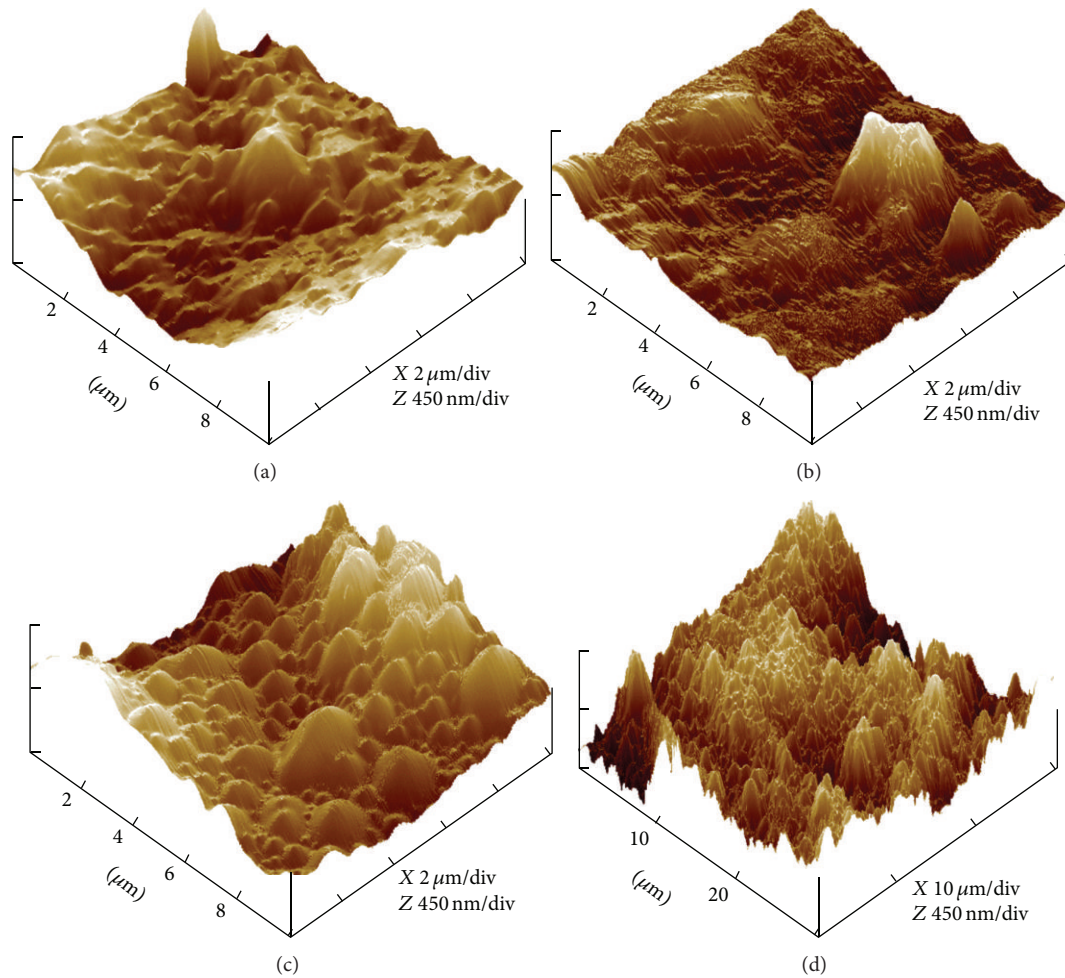 2
4
6
8
(μm)
X 2 μm/div
Z 450 nm/div
(a)
2
4
6
8
(μm)
X 2 μm/div
Z 450 nm/div
(b)
2
4
6
8
(μm)
X 2 μm/div
Z 450 nm/div
(c)
10
20
(μm)
X 10 μm/div
Z 450 nm/div
(d)